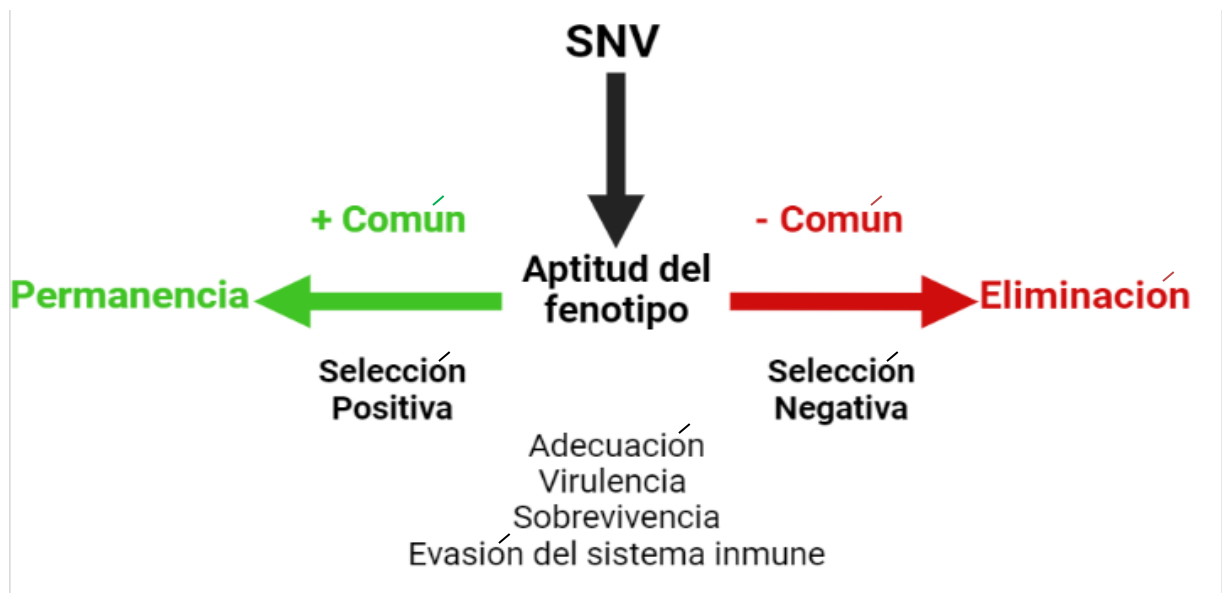 SNV
+ Común
- Común
Aptitud del
fenotipo
Permanencia
Eliminación
Selección
Positiva
Selección
Negativa
Adecuación
Virulencia
Sobrevivencia
Evasión del sistema inmune